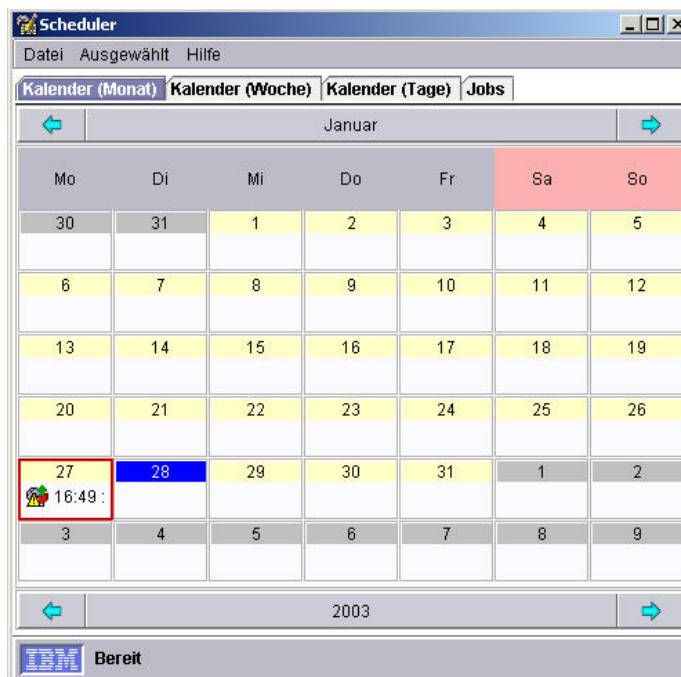 Scheduler
Datei Ausgewählt Hilfe
Kalender (Monat) Kalender (Woche) Kalender (Tage) Jobs
Januar
Mo Di Mi Do Fr Sa So
30 31 1 2 3 4 5
6 7 8 9 10 11 12
13 14 15 16 17 18 19
20 21 22 23 24 25 26
27 28 29 30 31 1 2
16:49 :
3 4 5 6 7 8 9
2003
IBM Bereit